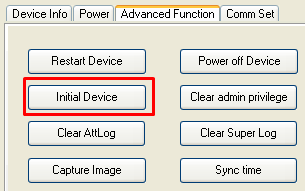 Device Info Power Advanced Function Comm Set
Restart Device Power off Device
Initial Device Clear admin privilege
Clear AttLog Clear Super Log
Capture Image Sync time